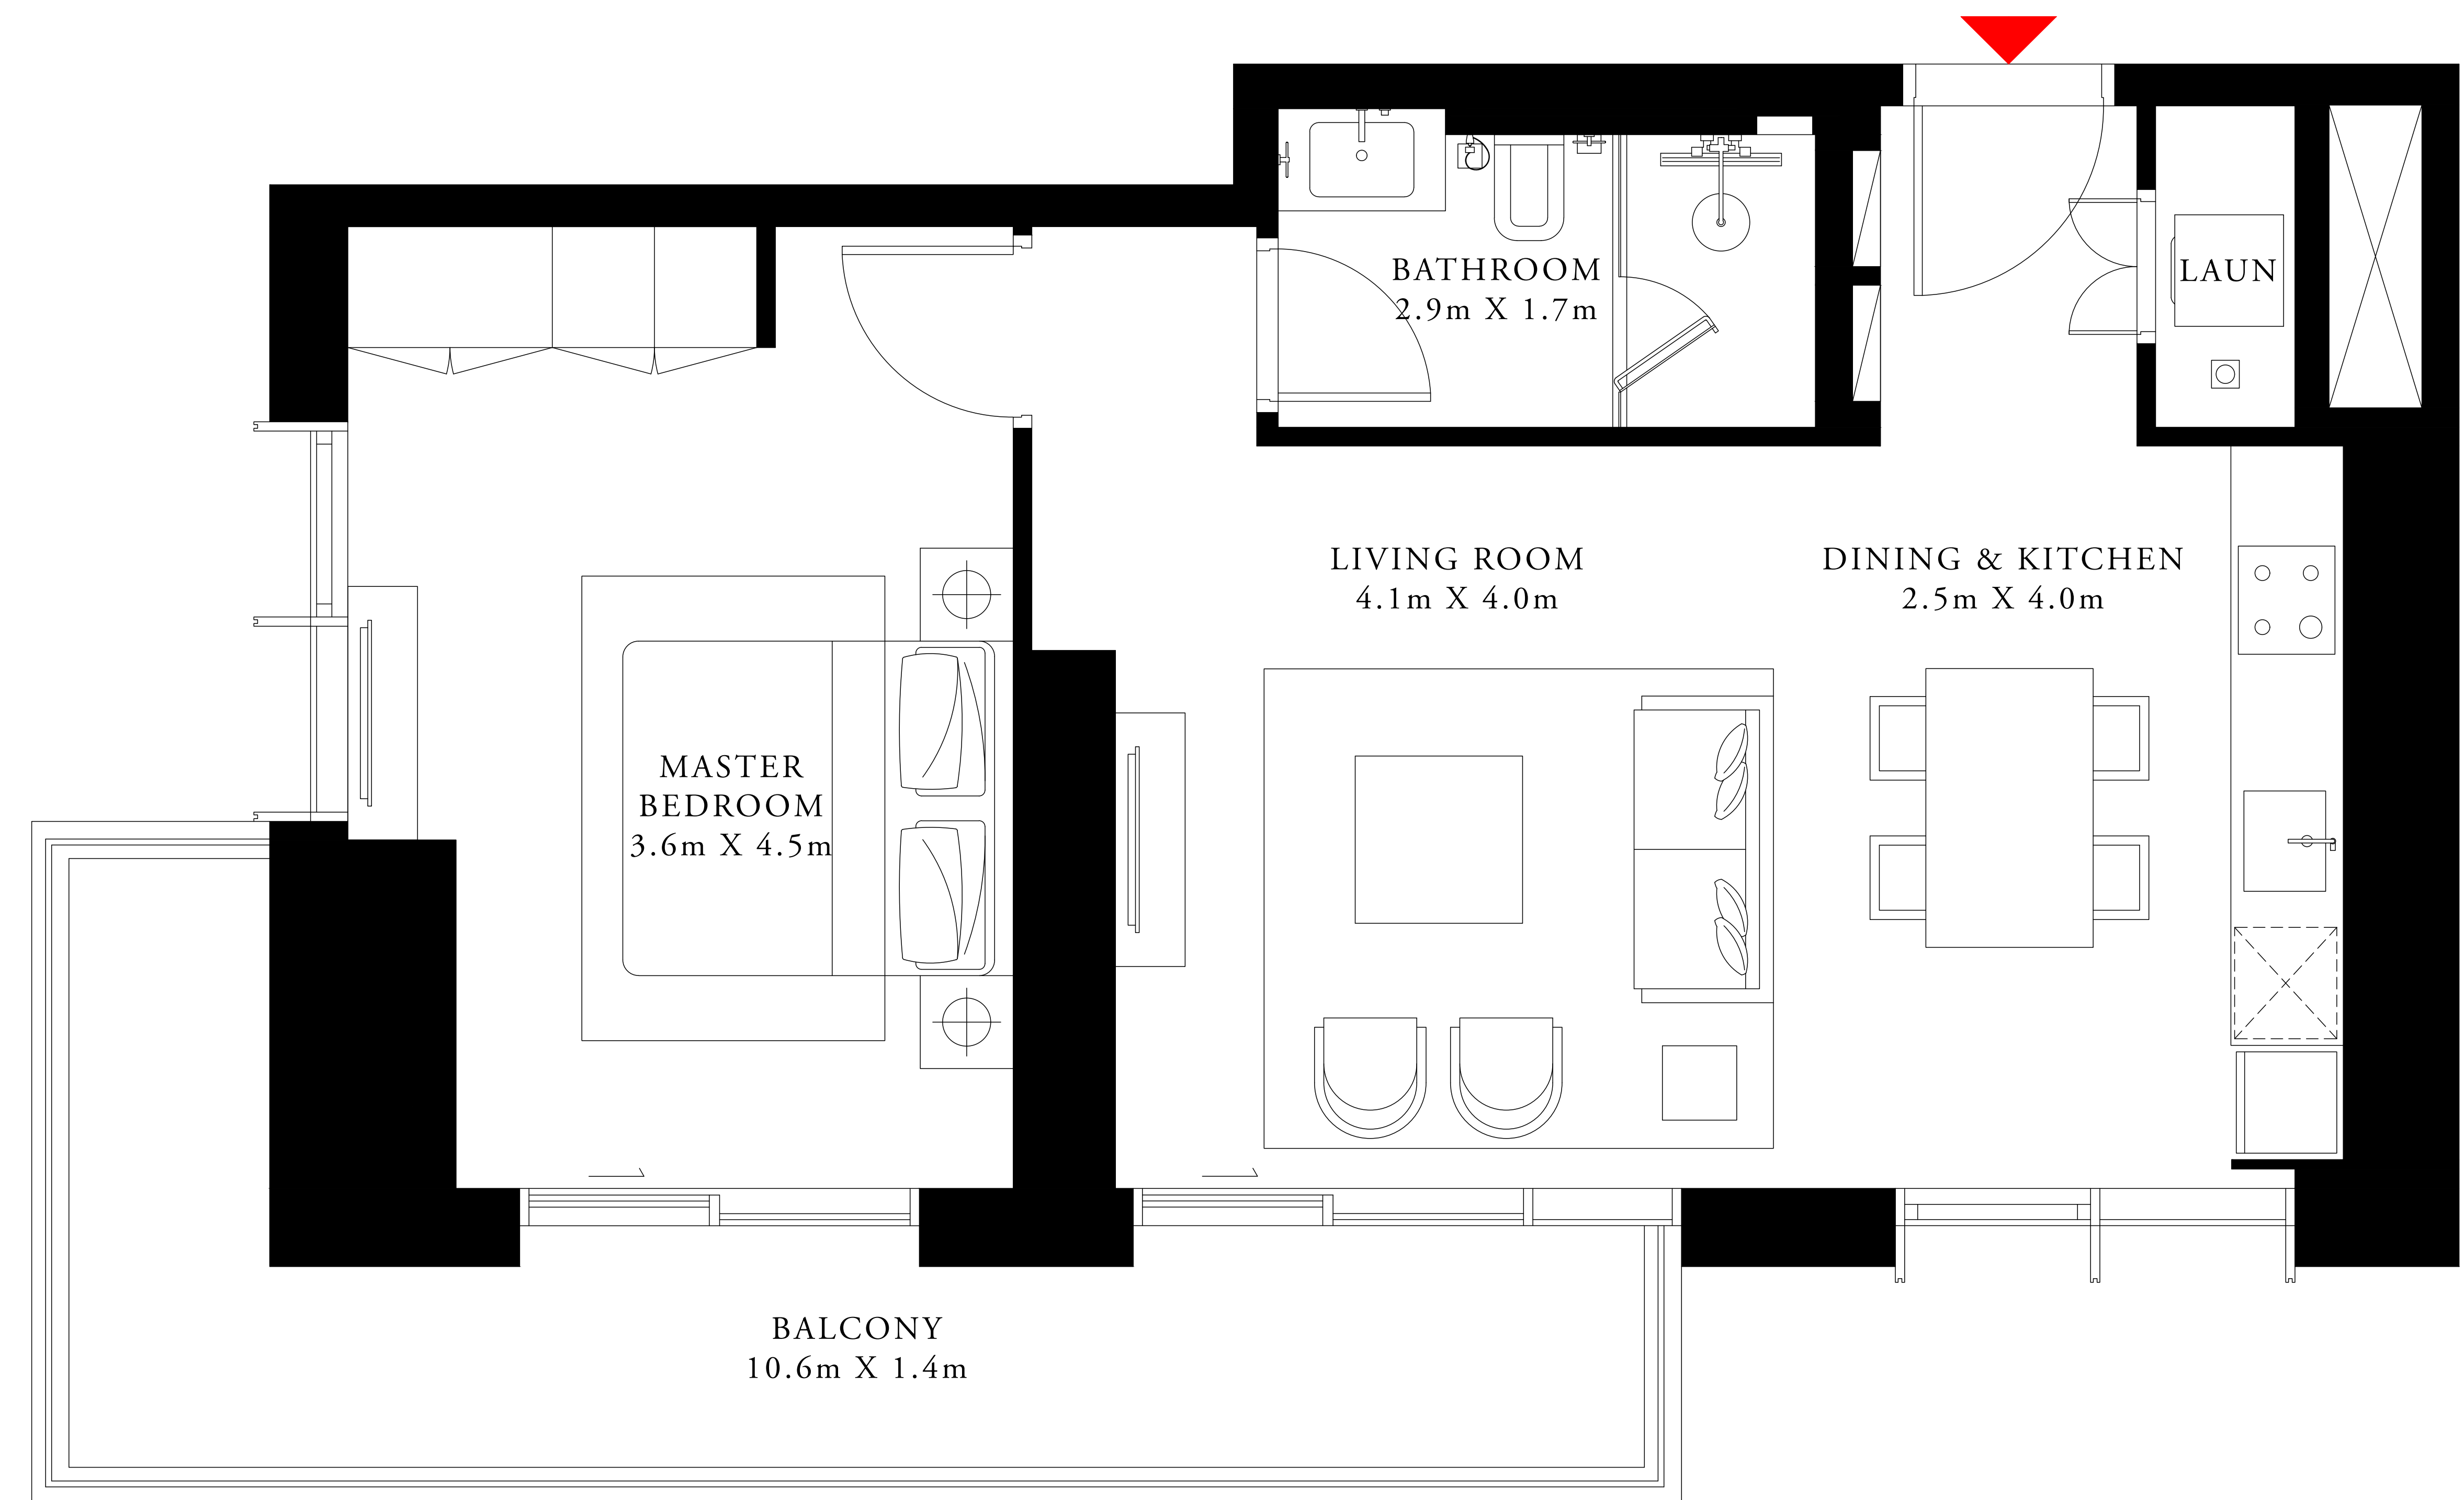 BATHROOM
2.9m X 1.7m
LAUN
LIVING ROOM
4.1m X 4.0m
DINING & KITCHEN
2.5m X 4.0m
MASTER
BEDROOM
3.6m X 4.5m
BALCONY
10.6m X 1.4m